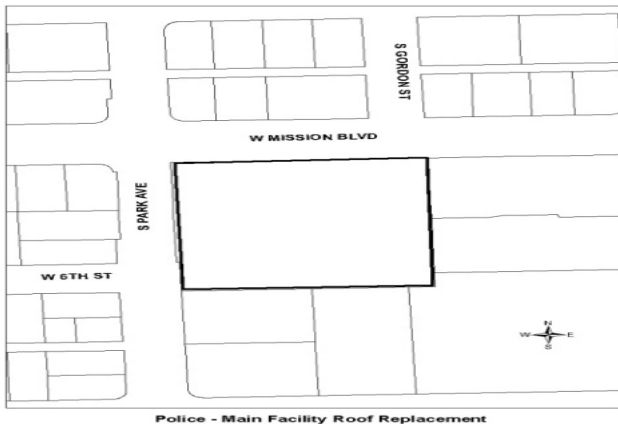 S GORDON ST
W MISSION BLVD
S PARK AVE
W 6TH ST
N
W E
S
Police - Main Facility Roof Replacement